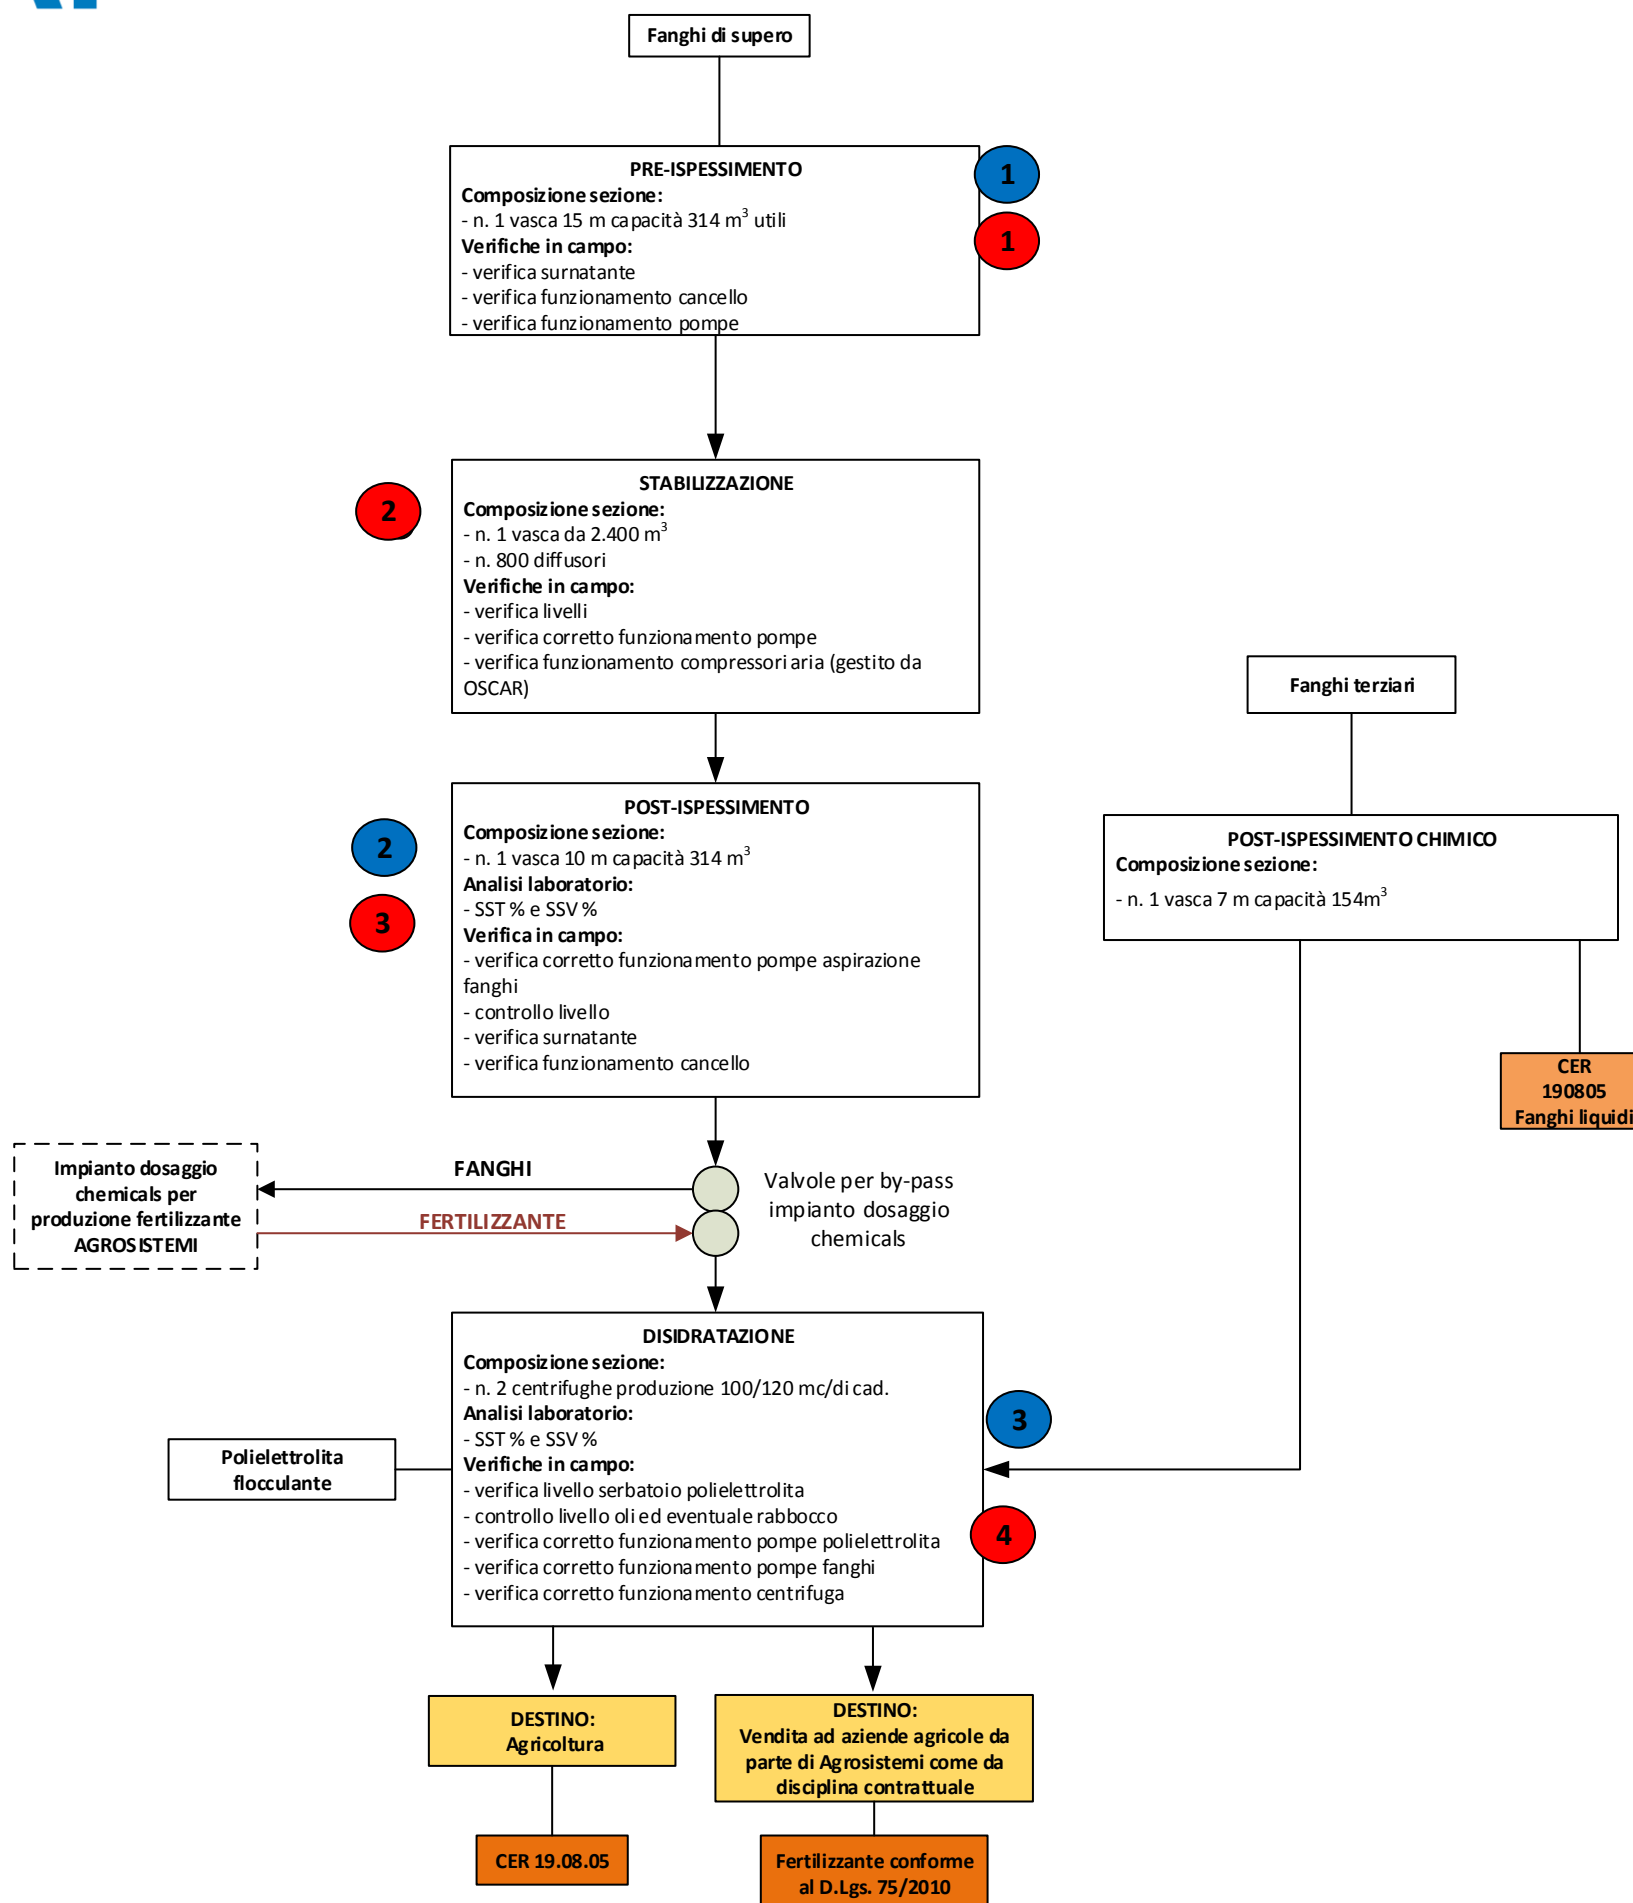 Fanghi di supero
PRE-ISPESSIMENTO
Composizione sezione:
- n. 1 vasca 15 m capacità 314 m³ utili
Verifiche in campo:
- verifica surnatante
- verifica funzionamento cancello
- verifica funzionamento pompe
1
1
STABILIZZAZIONE
Composizione sezione:
- n. 1 vasca da 2.400 m³
- n. 800 diffusori
Verifiche in campo:
- verifica livelli
- verifica corretto funzionamento pompe
- verifica funzionamento compressori aria (gestito da
OSCAR)
2
Fanghi terziari
POST-ISPESSIMENTO
Composizione sezione:
- n. 1 vasca 10 m capacità 314 m³
Analisi laboratorio:
- SST % e SSV %
Verifica in campo:
- verifica corretto funzionamento pompe aspirazione
fanghi
- controllo livello
- verifica surnatante
- verifica funzionamento cancello
2
3
POST-ISPESSIMENTO CHIMICO
Composizione sezione:
- n. 1 vasca 7 m capacità 154m³
CER
190805
Fanghi liquidi
Impianto dosaggio
chemicals per
produzione fertilizzante
AGROSISTEMI
FANGHI
FERTILIZZANTE
Valvole per by-pass
impianto dosaggio
chemicals
DISIDRATAZIONE
Composizione sezione:
- n. 2 centrifughe produzione 100/120 mc/di cad.
Analisi laboratorio:
- SST % e SSV %
Verifiche in campo:
- verifica livello serbatoio polielettrolita
- controllo livello oli ed eventuale rabbocco
- verifica corretto funzionamento pompe polielettrolita
- verifica corretto funzionamento pompe fanghi
- verifica corretto funzionamento centrifuga
3
4
Polielettrolita
flocculante
DESTINO:
Agricoltura
DESTINO:
Vendita ad aziende agricole da
parte di Agrosistemi come da
disciplina contrattuale
CER 19.08.05
Fertilizzante conforme
al D.Lgs. 75/2010